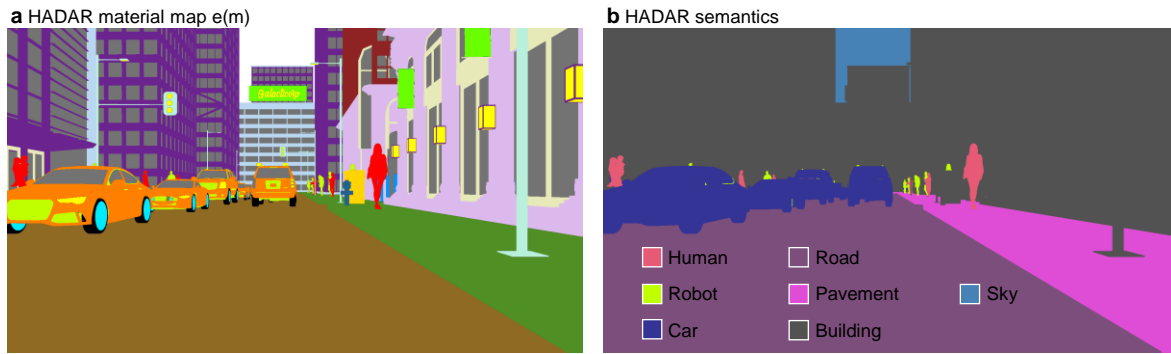 a HADAR material map e(m)
b HADAR semantics
Human
Road
Robot
Pavement
Sky
Car
Building